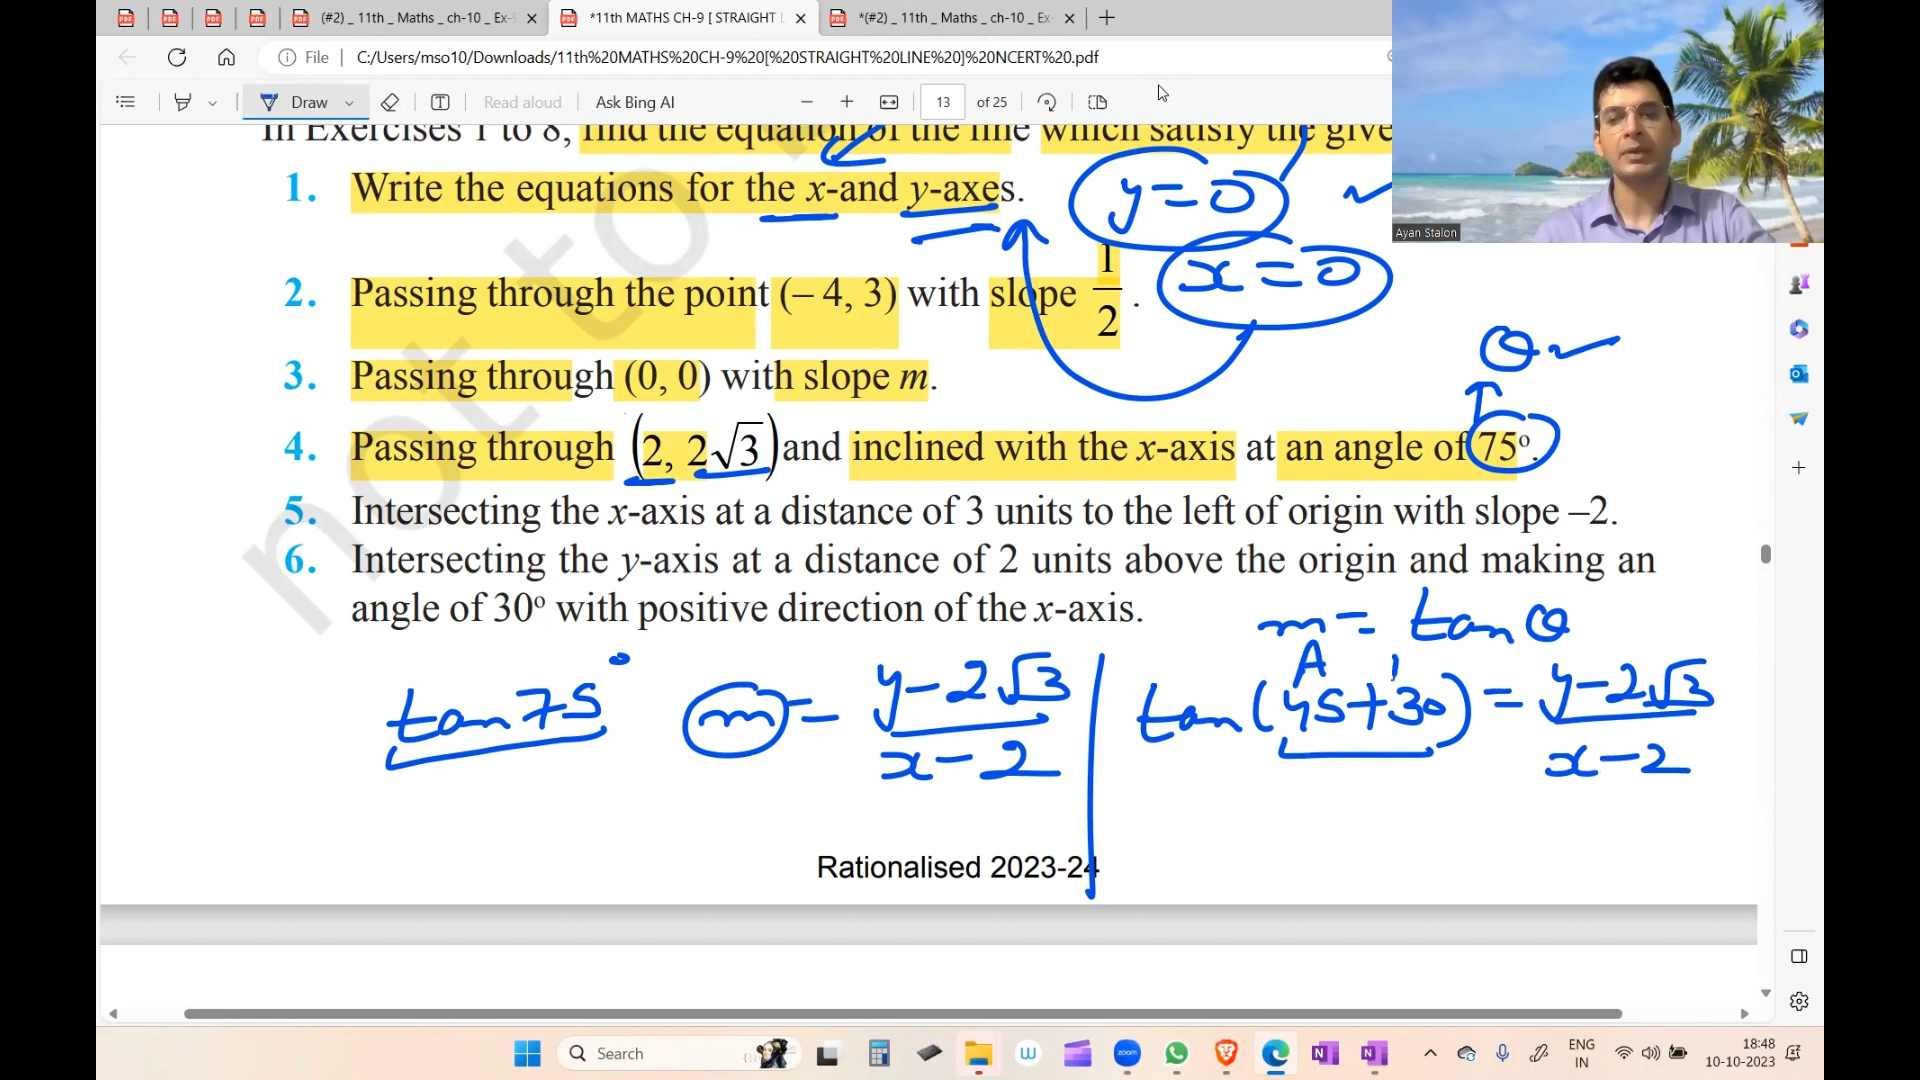 (#2) _ 11th _ Maths _ ch-10 _ Ex-
*11th MATHS CH-9 [ STRAIGHT L
*(#2) _ 11th _ Maths _ ch-10 _ Ex-
File | C:/Users/mso10/Downloads/11th%20MATHS%20CH-9%20[%20STRAIGHT%20LINE%20]%20NCERT%20.pdf
Draw Read aloud Ask Bing AI 13 of 25
In Exercises 1 to 8, find the equation of the line which satisfy the give
1. Write the equations for the x-and y-axes. y=0
Ayan Stalon
2. Passing through the point (– 4, 3) with slope 1/2 . x=0
θ
3. Passing through (0, 0) with slope m.
4. Passing through (2, 2√3) and inclined with the x-axis at an angle of 75°.
5. Intersecting the x-axis at a distance of 3 units to the left of origin with slope –2.
6. Intersecting the y-axis at a distance of 2 units above the origin and making an
angle of 30° with positive direction of the x-axis.
m = tan θ
A
tan 75° m = y-2√3 / x-2 tan(45+30) = y-2√3 / x-2
Rationalised 2023-24
not to
Search
zoom
ENG
IN
18:48
10-10-2023